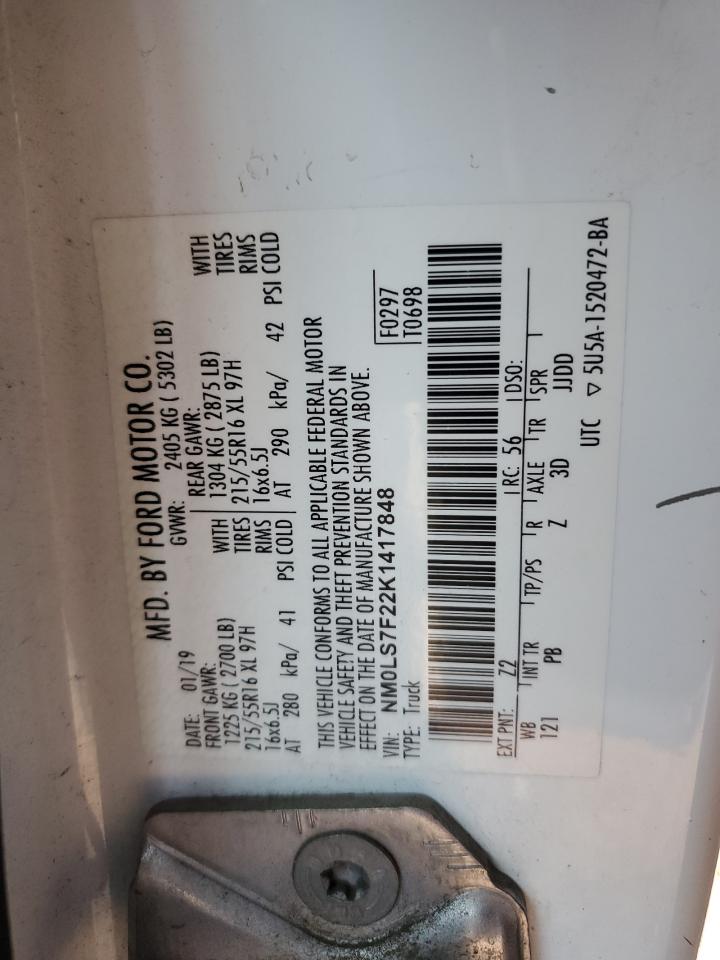 MFD. BY FORD MOTOR CO.
DATE: 01/19 GVWR: 2405 KG ( 5302 LB)
FRONT GAWR: REAR GAWR:
1225 KG ( 2700 LB) WITH 1304 KG ( 2875 LB) WITH
215/55R16 XL 97H TIRES 215/55R16 XL 97H TIRES
16x6.5J RIMS 16x6.5J RIMS
AT 280 kPa/ 41 PSI COLD AT 290 kPa/ 42 PSI COLD
THIS VEHICLE CONFORMS TO ALL APPLICABLE FEDERAL MOTOR
VEHICLE SAFETY AND THEFT PREVENTION STANDARDS IN
EFFECT ON THE DATE OF MANUFACTURE SHOWN ABOVE.
VIN: NM0LS7F22K1417848 F0297
TYPE: Truck T0698
EXT PNT: Z2 RC: 56 DSO:
WB INT TR TP/PS R AXLE TR SPR
121 PB Z 3D JJDD
UTC ▽ 5U5A-1520472-BA